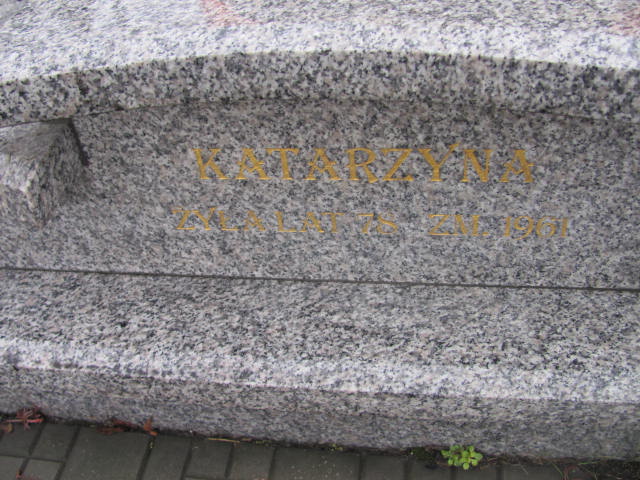 KATARZYNA
ŻYŁA LAT 78 ZM. 1961